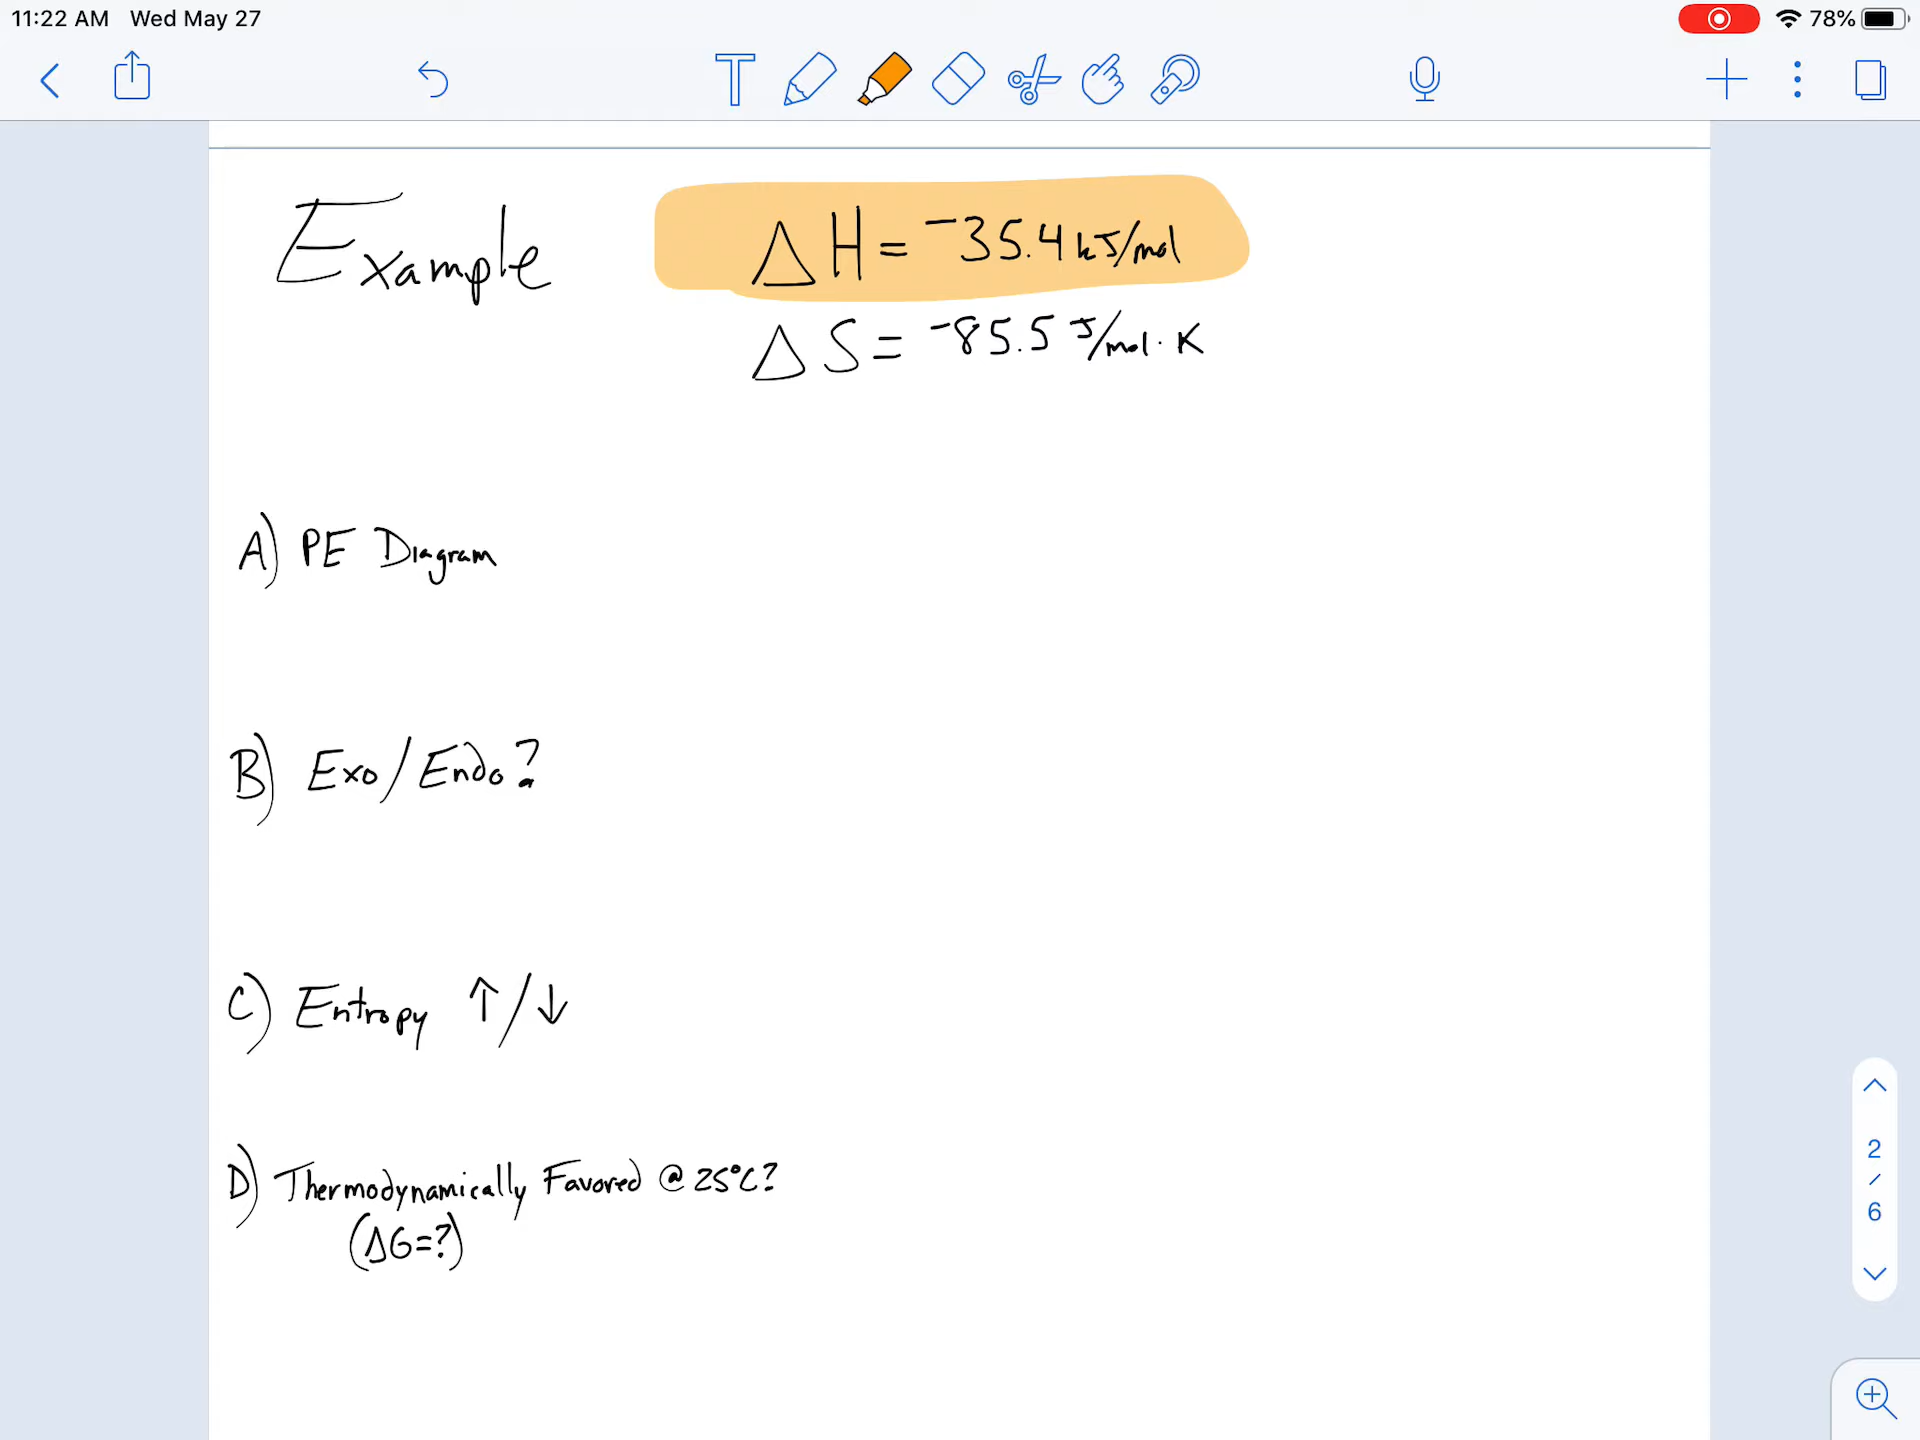 11:22 AM Wed May 27
78%
Example
ΔH = -35.4 kJ/mol
ΔS = -85.5 J/mol·K
A) PE Diagram
B) Exo/Endo?
C) Entropy ↑/↓
D) Thermodynamically Favored @ 25°C?
(ΔG=?)
2
/
6